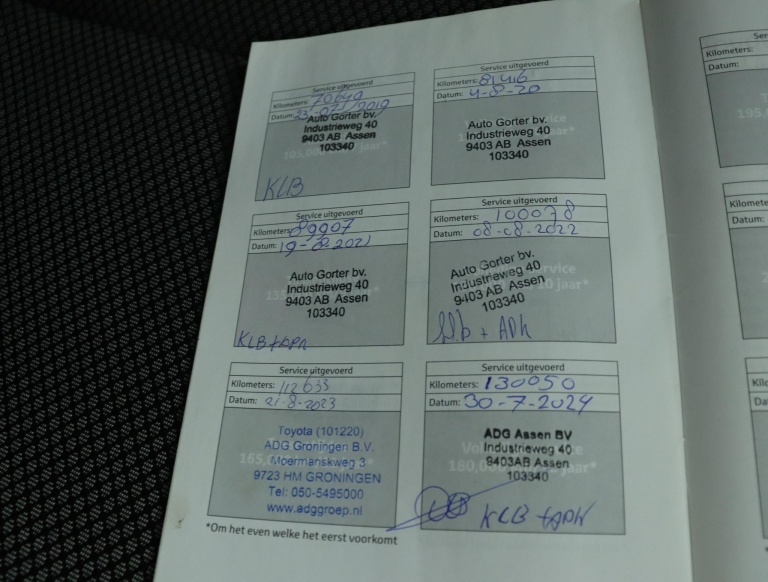 Service uitgevoerd
Kilometers: 70640
Datum: 23-07-2019
Auto Gorter bv.
Industrieweg 40
9403 AB Assen
103340
KLB
Service uitgevoerd
Kilometers: 81416
Datum: 4-8-20
Auto Gorter bv.
Industrieweg 40
9403 AB Assen
103340
Service uitgevoerd
Kilometers: 89907
Datum: 19-08-2021
Auto Gorter bv.
Industrieweg 40
9403 AB Assen
103340
KLB + APK
Service uitgevoerd
Kilometers: 100078
Datum: 08-08-2022
Auto Gorter bv.
Industrieweg 40
9403 AB Assen
103340
+ APK
Service uitgevoerd
Kilometers: 112633
Datum: 21-8-2023
Toyota (101220)
ADG Groningen B.V.
Moermanskweg 3
9723 HM GRONINGEN
Tel: 050-5495000
www.adggroep.nl
Service uitgevoerd
Kilometers: 130050
Datum: 30-7-2024
ADG Assen BV
Industrieweg 40
9403AB Assen
180,000
103340
KLB + APK
*Om het even welke het eerst voorkomt
Kilometers:
Datum: